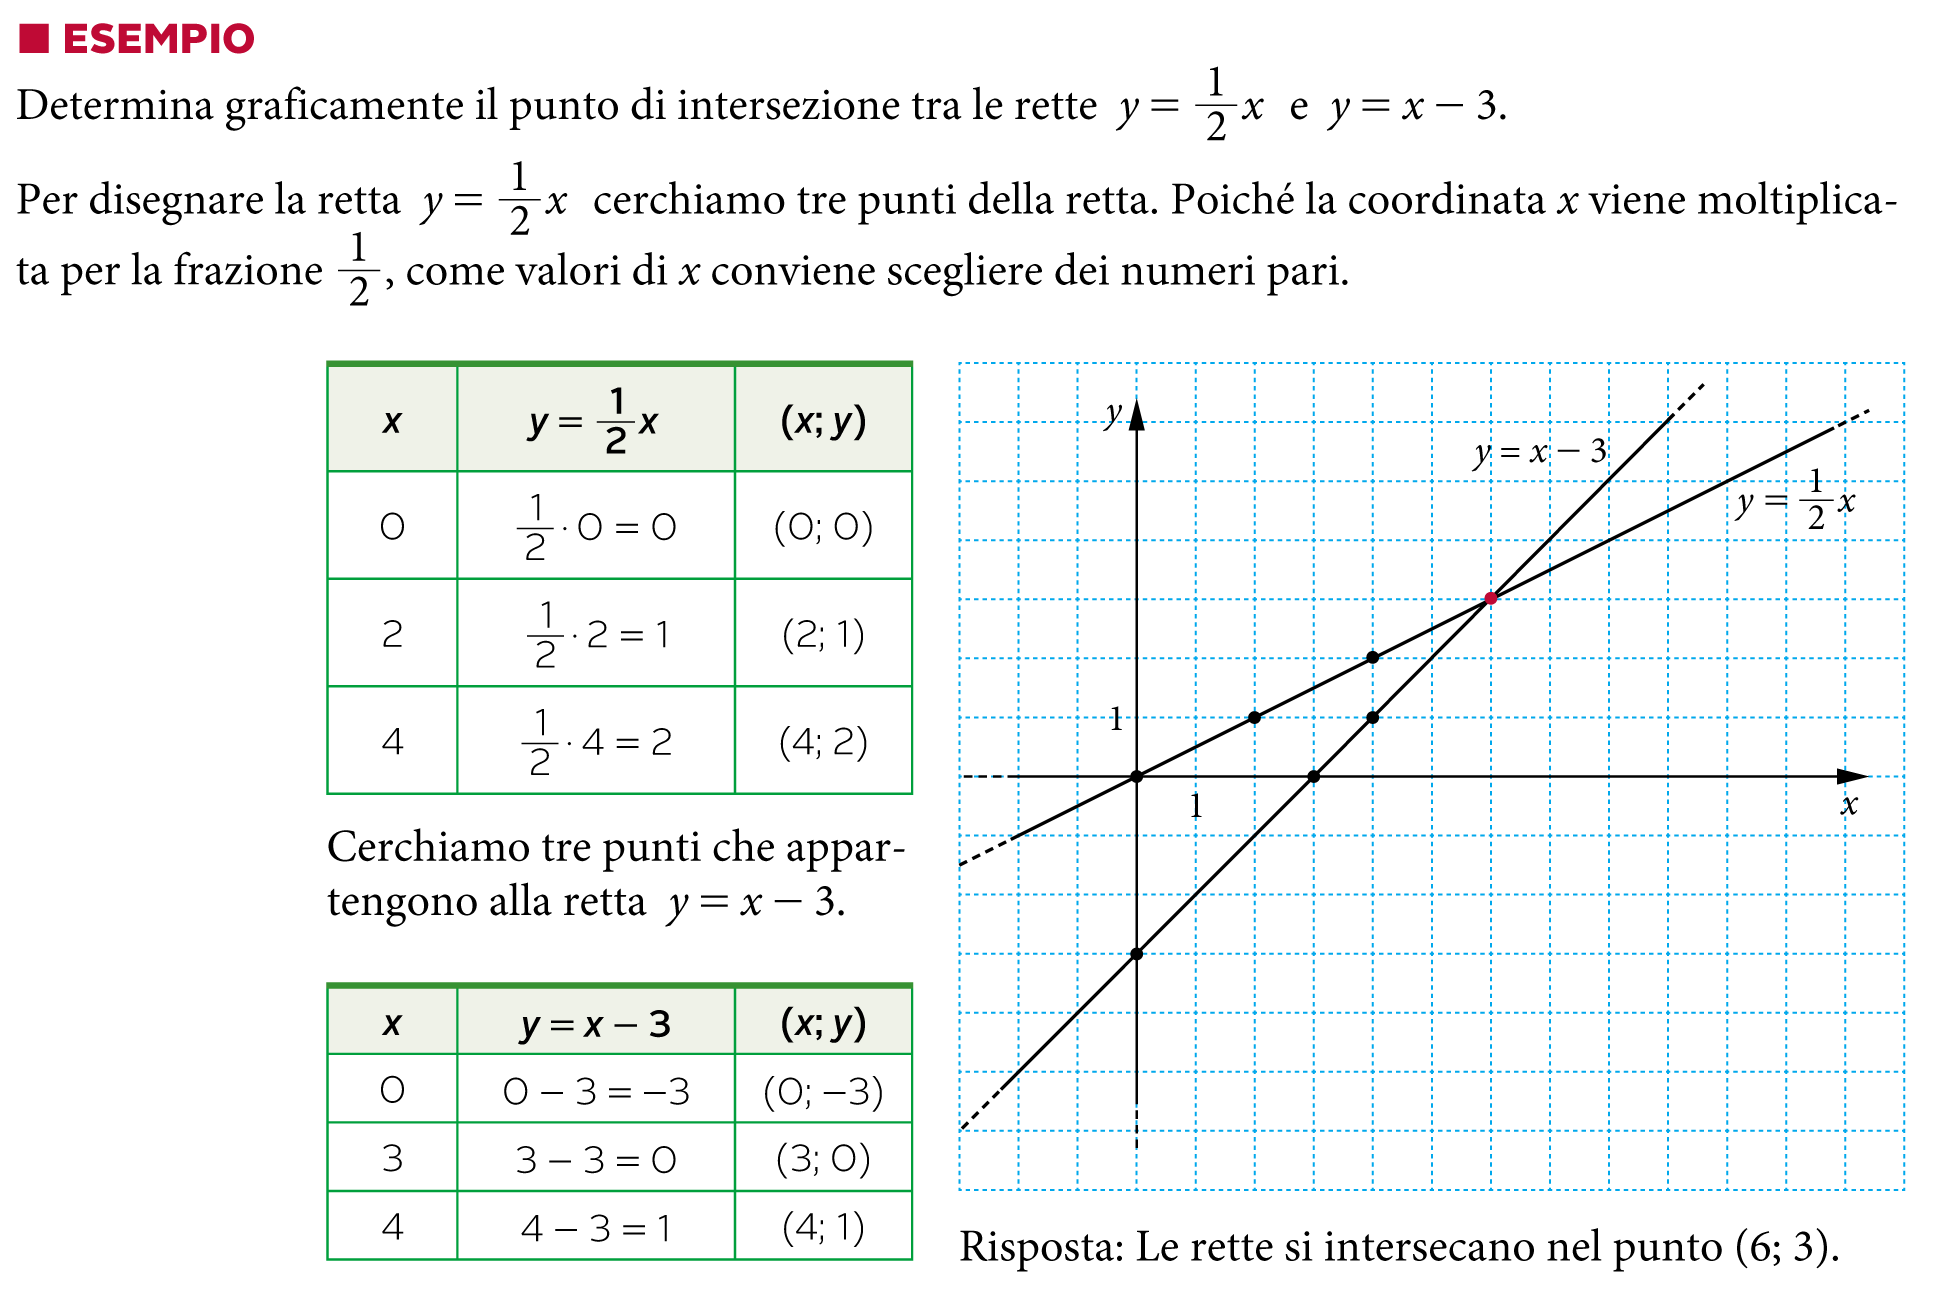 ■ ESEMPIO
Determina graficamente il punto di intersezione tra le rette y = 1/2 x e y = x − 3.
Per disegnare la retta y = 1/2 x cerchiamo tre punti della retta. Poiché la coordinata x viene moltiplica-
ta per la frazione 1/2, come valori di x conviene scegliere dei numeri pari.
x y = 1/2 x (x; y)
0 1/2 · 0 = 0 (0; 0)
2 1/2 · 2 = 1 (2; 1)
4 1/2 · 4 = 2 (4; 2)
Cerchiamo tre punti che appar-
tengono alla retta y = x − 3.
x y = x − 3 (x; y)
0 0 − 3 = −3 (0; −3)
3 3 − 3 = 0 (3; 0)
4 4 − 3 = 1 (4; 1)
y
y = x − 3
y = 1/2 x
1
1
x
Risposta: Le rette si intersecano nel punto (6; 3).